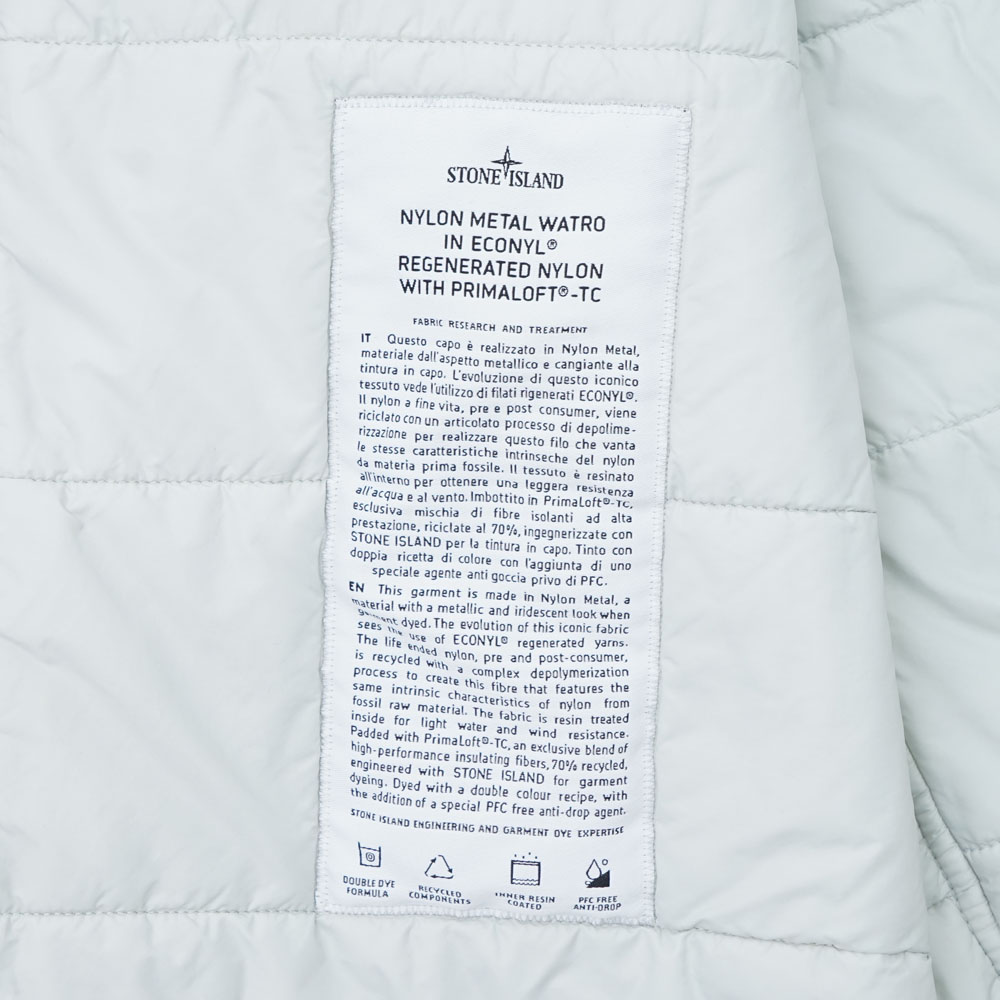 STONE ISLAND
NYLON METAL WATRO
IN ECONYL®
REGENERATED NYLON
WITH PRIMALOFT®-TC
FABRIC RESEARCH AND TREATMENT
IT Questo capo è realizzato in Nylon Metal,
materiale dall'aspetto metallico e cangiante alla
tintura in capo. L'evoluzione di questo iconico
tessuto vede l'utilizzo di filati rigenerati ECONYL®.
Il nylon a fine vita, pre e post consumer, viene
riciclato con un articolato processo di depolime-
rizzazione per realizzare questo filo che vanta
le stesse caratteristiche intrinseche del nylon
da materia prima fossile. Il tessuto è resinato
all'interno per ottenere una leggera resistenza
all'acqua e al vento. Imbottito in PrimaLoft®-TC,
esclusiva mischia di fibre isolanti ad alta
prestazione, riciclate al 70%, ingegnerizzate con
STONE ISLAND per la tintura in capo. Tinto con
doppia ricetta di colore con l'aggiunta di uno
speciale agente anti goccia privo di PFC.
EN This garment is made in Nylon Metal, a
material with a metallic and iridescent look when
garment dyed. The evolution of this iconic fabric
sees the use of ECONYL® regenerated yarns.
The life ended nylon, pre and post-consumer,
is recycled with a complex depolymerization
process to create this fibre that features the
same intrinsic characteristics of nylon from
fossil raw material. The fabric is resin treated
inside for light water and wind resistance.
Padded with PrimaLoft®-TC, an exclusive blend of
high-performance insulating fibers, 70% recycled,
engineered with STONE ISLAND for garment
dyeing. Dyed with a double colour recipe, with
the addition of a special PFC free anti-drop agent.
STONE ISLAND ENGINEERING AND GARMENT DYE EXPERTISE
DOUBLE DYE
FORMULA
RECYCLED
COMPONENTS
INNER RESIN
COATED
PFC FREE
ANTI-DROP